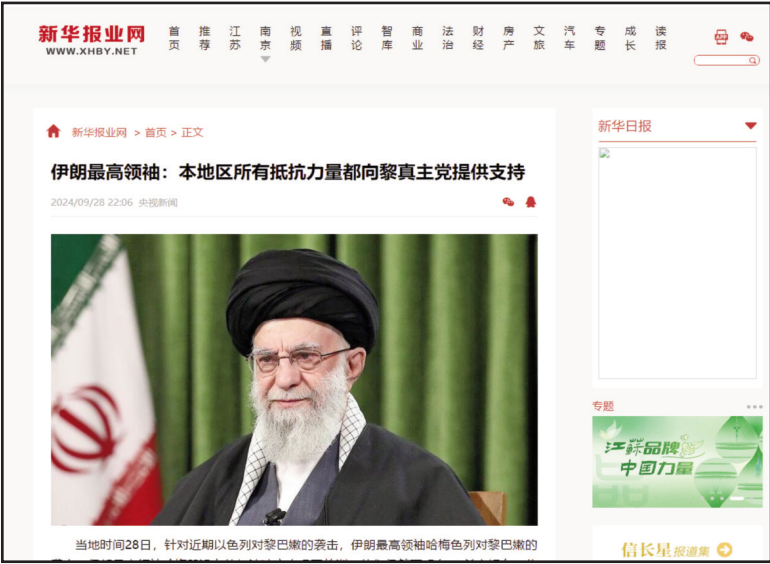 新华报业网
WWW.XHBY.NET
首页 推荐 江苏 南京 视频 直播 评论 智库 商业 法治 财经 房产 文旅 汽车 专题 成长 读报
APP
新华报业网 > 首页 > 正文
伊朗最高领袖：本地区所有抵抗力量都向黎真主党提供支持
2024/09/28 22:06 央视新闻
当地时间28日，针对近期以色列对黎巴嫩的袭击，伊朗最高领袖哈梅色列对黎巴嫩的
新华日报
专题
江苏品牌
中国力量
信长星报道集